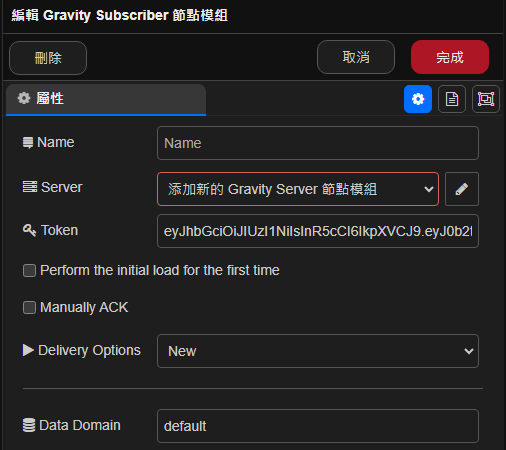 編輯 Gravity Subscriber 節點模組
刪除 取消 完成
屬性
Name Name
Server 添加新的 Gravity Server 節點模組
Token eyJhbGciOiJIUzI1NiIsInR5cCI6IkpXVCJ9.eyJ0b2t
Perform the initial load for the first time
Manually ACK
Delivery Options New
Data Domain default